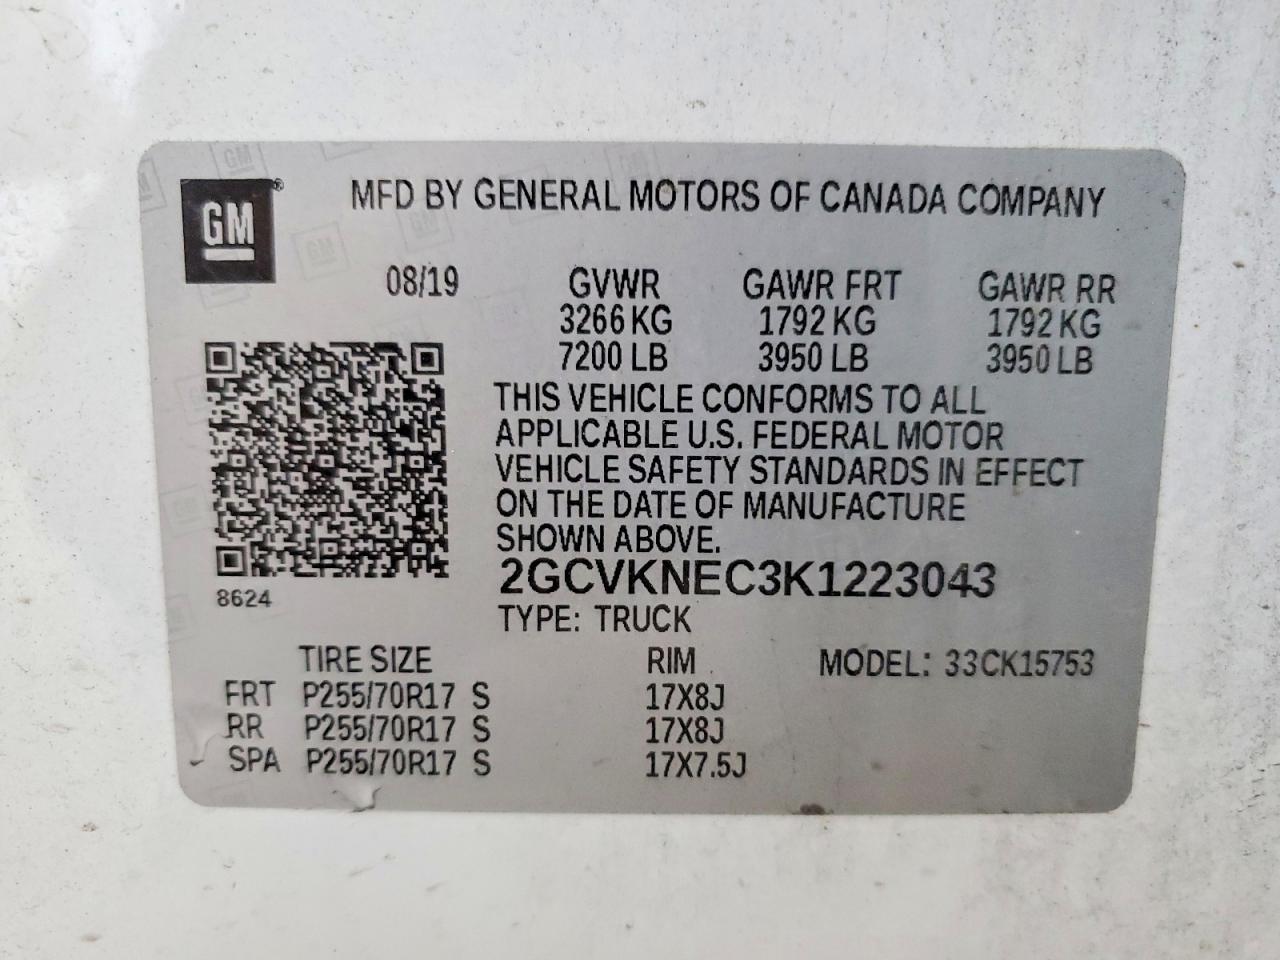 GM
MFD BY GENERAL MOTORS OF CANADA COMPANY
08/19 GVWR GAWR FRT GAWR RR
3266 KG 1792 KG 1792 KG
7200 LB 3950 LB 3950 LB
THIS VEHICLE CONFORMS TO ALL
APPLICABLE U.S. FEDERAL MOTOR
VEHICLE SAFETY STANDARDS IN EFFECT
ON THE DATE OF MANUFACTURE
SHOWN ABOVE.
2GCVKNEC3K1223043
8624
TYPE: TRUCK
TIRE SIZE RIM MODEL: 33CK15753
FRT P255/70R17 S 17X8J
RR P255/70R17 S 17X8J
SPA P255/70R17 S 17X7.5J